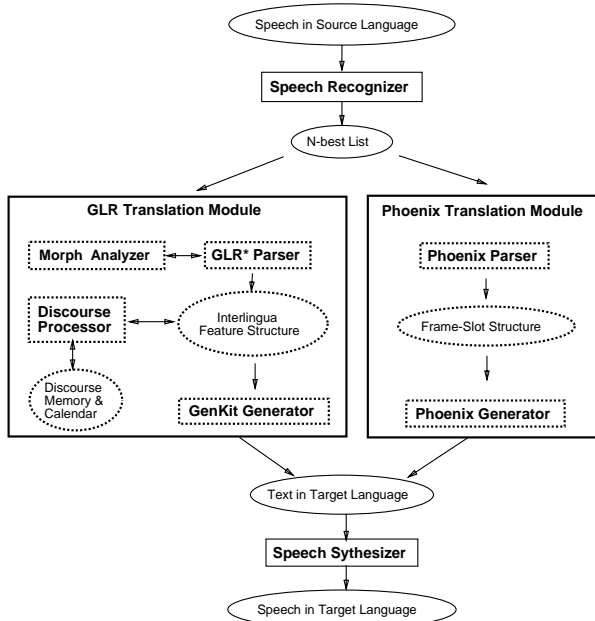 Speech in Source Language
Speech Recognizer
N-best List
GLR Translation Module
Morph Analyzer
GLR* Parser
Discourse
Processor
Interlingua
Feature Structure
Discourse
Memory &
Calendar
GenKit Generator
Phoenix Translation Module
Phoenix Parser
Frame-Slot Structure
Phoenix Generator
Text in Target Language
Speech Sythesizer
Speech in Target Language